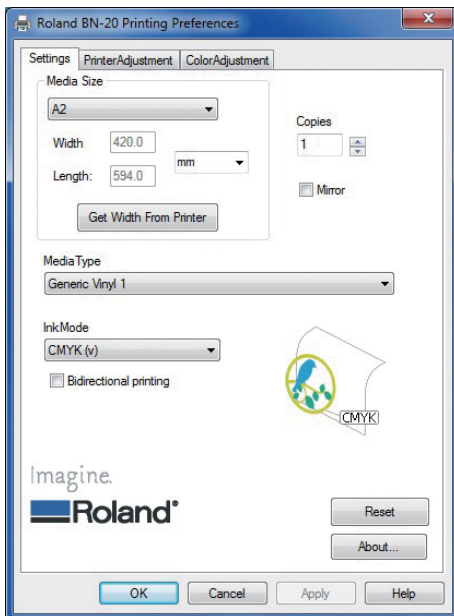 Roland BN-20 Printing Preferences
Settings PrinterAdjustment ColorAdjustment
Media Size
A2
Width 420.0
mm
Length: 594.0
Get Width From Printer
Copies
1
Mirror
MediaType
Generic Vinyl 1
InkMode
CMYK (v)
Bidirectional printing
CMYK
Imagine.
Roland®
Reset
About...
OK Cancel Apply Help